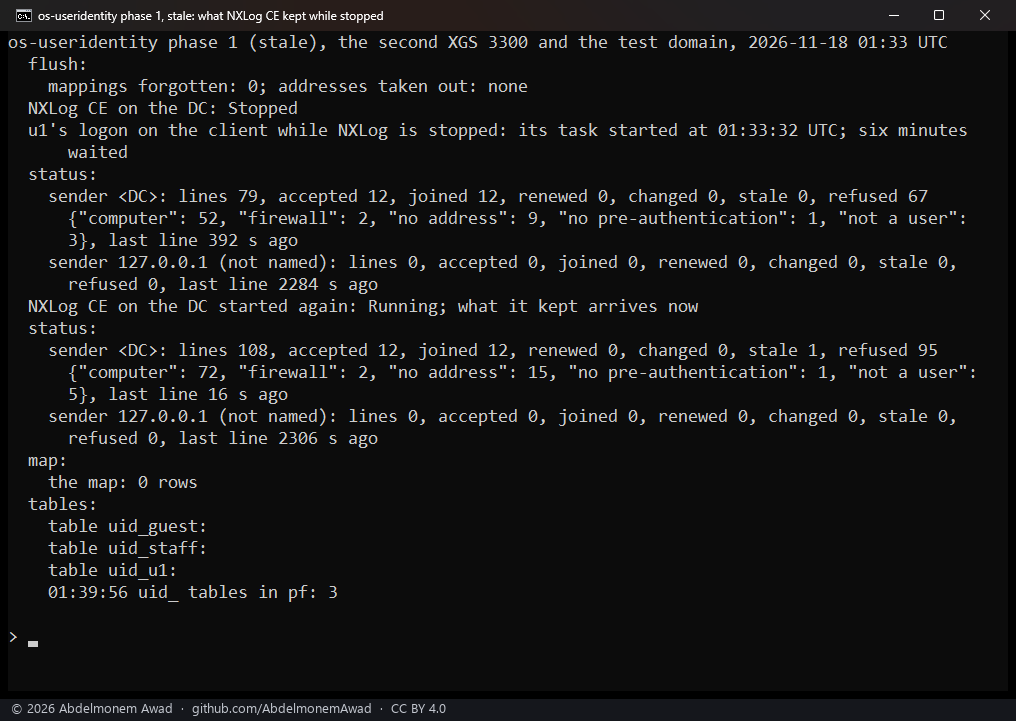 os-useridentity phase 1, stale: what NXLog CE kept while stopped
os-useridentity phase 1 (stale), the second XGS 3300 and the test domain, 2026-11-18 01:33 UTC
flush:
mappings forgotten: 0; addresses taken out: none
NXLog CE on the DC: Stopped
u1's logon on the client while NXLog is stopped: its task started at 01:33:32 UTC; six minutes
waited
status:
sender <DC>: lines 79, accepted 12, joined 12, renewed 0, changed 0, stale 0, refused 67
{"computer": 52, "firewall": 2, "no address": 9, "no pre-authentication": 1, "not a user":
3}, last line 392 s ago
sender 127.0.0.1 (not named): lines 0, accepted 0, joined 0, renewed 0, changed 0, stale 0,
refused 0, last line 2284 s ago
NXLog CE on the DC started again: Running; what it kept arrives now
status:
sender <DC>: lines 108, accepted 12, joined 12, renewed 0, changed 0, stale 1, refused 95
{"computer": 72, "firewall": 2, "no address": 15, "no pre-authentication": 1, "not a user":
5}, last line 16 s ago
sender 127.0.0.1 (not named): lines 0, accepted 0, joined 0, renewed 0, changed 0, stale 0,
refused 0, last line 2306 s ago
map:
the map: 0 rows
tables:
table uid_guest:
table uid_staff:
table uid_u1:
01:39:56 uid_ tables in pf: 3
>
© 2026 Abdelmonem Awad · github.com/AbdelmonemAwad · CC BY 4.0